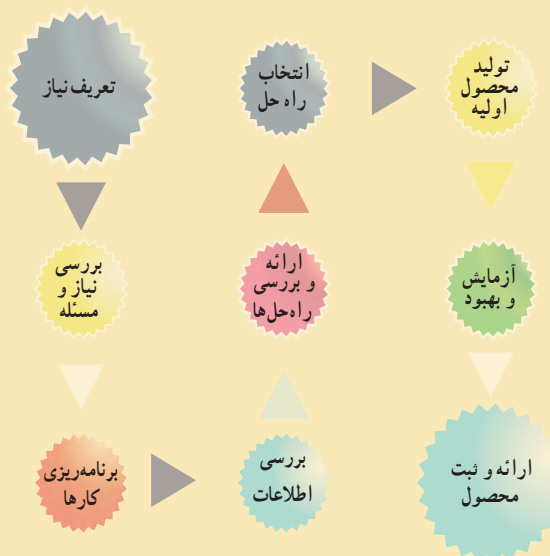 تعریف نیاز
بررسی
نیاز و
مسئله
برنامه‌ریزی
کارها
بررسی
اطلاعات
ارائه
و بررسی
راه‌حل‌ها
انتخاب
راه حل
تولید
محصول
اولیه
آزمایش
و بهبود
ارائه و ثبت
محصول